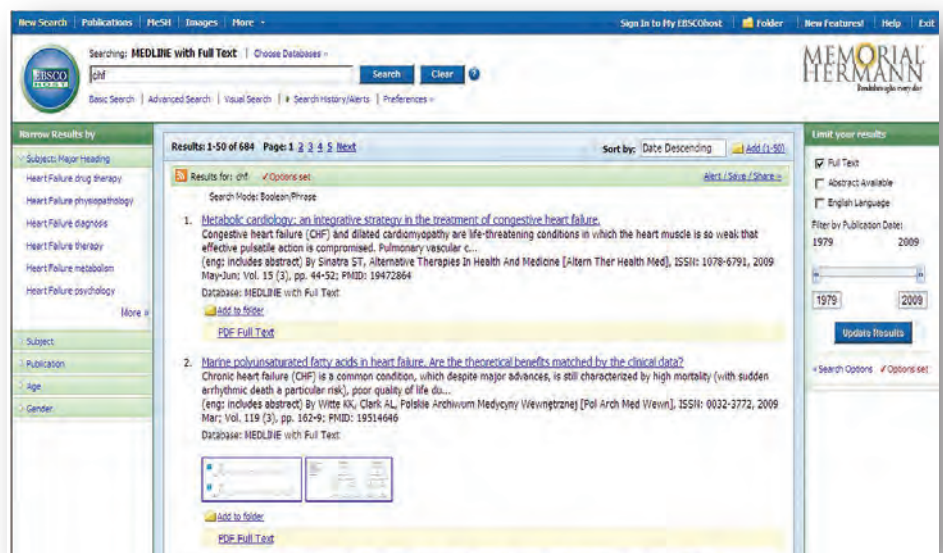 New Search | Publications | MeSH | Images | More
Sign In to My EBSCOhost | Folder | New Features! | Help | Exit
Searching: MEDLINE with Full Text | Choose Databases »
EBSCO HOST
chf
Search Clear ?
Basic Search | Advanced Search | Visual Search | Search History/Alerts | Preferences »
MEMORIAL
HERMANN
Breakthroughs every day
Narrow Results by
Subject: Major Heading
Heart Failure drug therapy
Heart Failure physiopathology
Heart Failure diagnosis
Heart Failure therapy
Heart Failure metabolism
Heart Failure psychology
More »
Subject
Publication
Age
Gender
Results: 1-50 of 684 Page: 1 2 3 4 5 Next
Sort by: Date Descending Add (1-50)
Results for: chf ✓Options set
Alert / Save / Share »
Search Mode: Boolean/Phrase
1. Metabolic cardiology: an integrative strategy in the treatment of congestive heart failure.
Congestive heart failure (CHF) and dilated cardiomyopathy are life-threatening conditions in which the heart muscle is so weak that
effective pulsatile action is compromised. Pulmonary vascular c...
(eng; includes abstract) By Sinatra ST, Alternative Therapies In Health And Medicine [Altern Ther Health Med], ISSN: 1078-6791, 2009
May-Jun; Vol. 15 (3), pp. 44-52; PMID: 19472864
Database: MEDLINE with Full Text
Add to folder
PDF Full Text
2. Marine polyunsaturated fatty acids in heart failure. Are the theoretical benefits matched by the clinical data?
Chronic heart failure (CHF) is a common condition, which despite major advances, is still characterized by high mortality (with sudden
arrhythmic death a particular risk), poor quality of life du...
(eng; includes abstract) By Witte KK, Clark AL, Polskie Archiwum Medycyny Wewnętrznej [Pol Arch Med Wewn], ISSN: 0032-3772, 2009
Mar; Vol. 119 (3), pp. 162-9; PMID: 19514646
Database: MEDLINE with Full Text
Add to folder
PDF Full Text
Limit your results
Full Text
Abstract Available
English Language
Filter by Publication Date:
1979 2009
1979 2009
Update Results
« Search Options ✓Options set